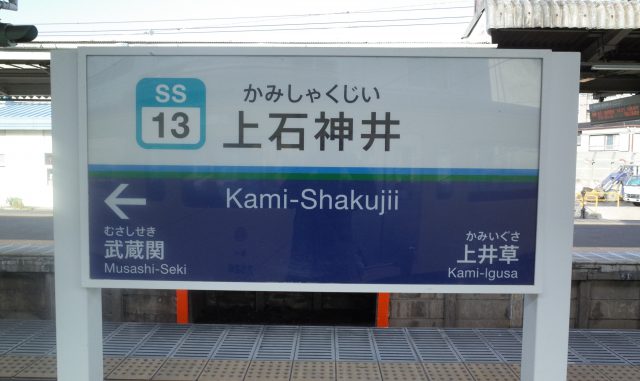 SS
13
かみしゃくじい
上石神井
Kami-Shakujii
むさしせき
武蔵関
Musashi-Seki
かみいぐさ
上井草
Kami-Igusa